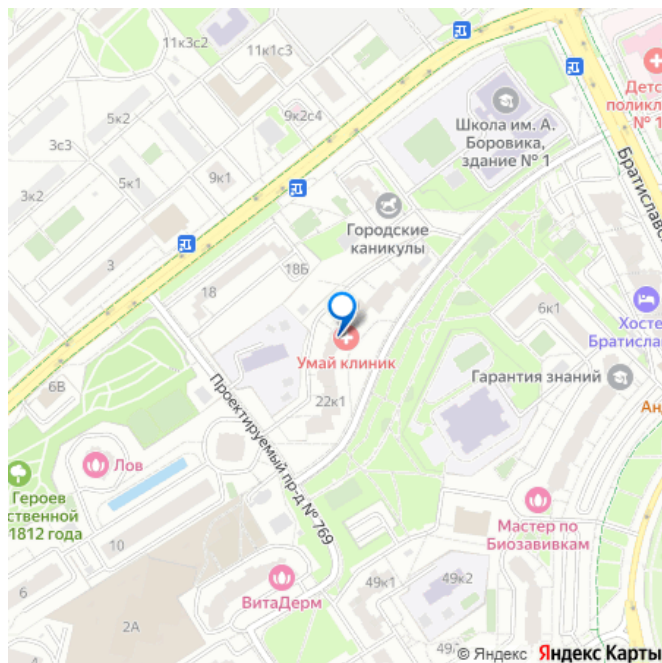 11к3с2
11к1с3
9к2с4
5к2
3с3
5к1
9к1
3к2
Школа им. А.
Боровика,
здание № 1
Детс
поликл
№ 1
Братиславс
Городские
каникулы
3
18Б
18
6к1
Хосте
Братисла
Умай клиник
Гарантия знаний
Анд
22к1
6В
Проектируемый пр-д № 769
Лов
Героев
ственной
1812 года
10
Мастер по
Биозавивкам
49к1
49к2
ВитаДерм
6
2А
© Яндекс Яндекс Карты